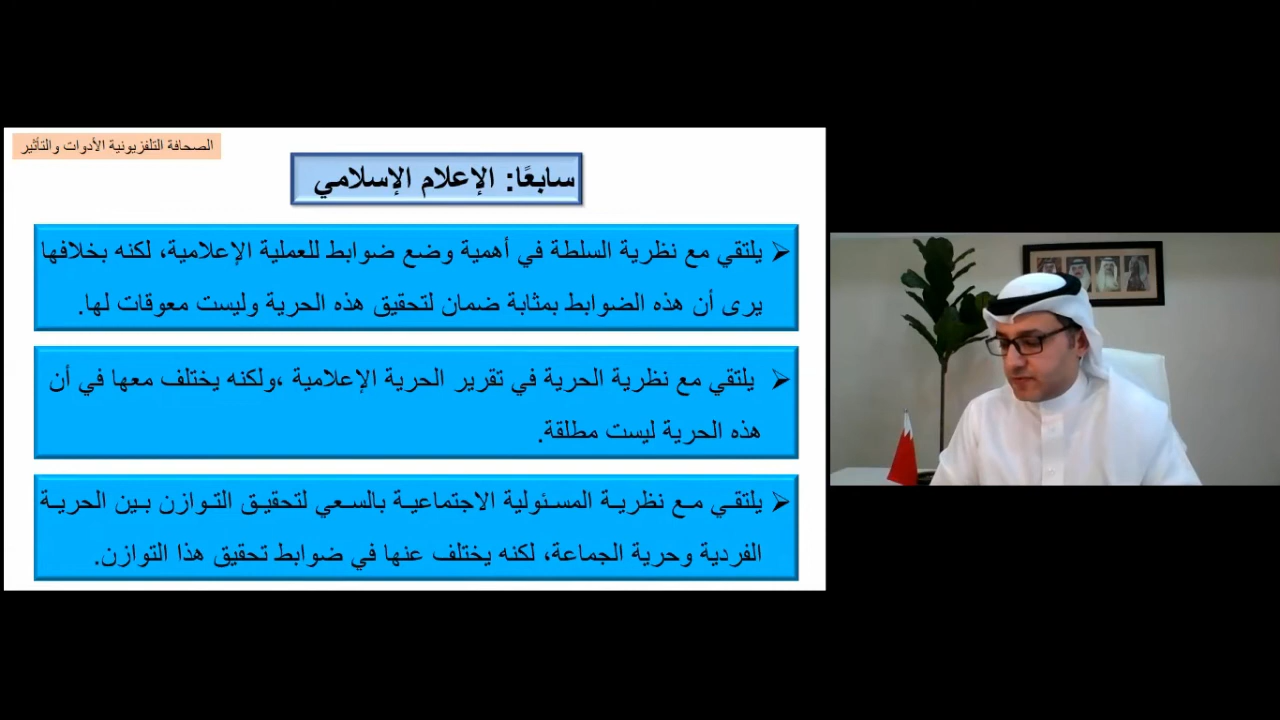 الصحافة التلفزيونية الأدوات والتأثير
سابعًا: الإعلام الإسلامي
يلتقي مع نظرية السلطة في أهمية وضع ضوابط للعملية الإعلامية، لكنه بخلافها
يرى أن هذه الضوابط بمثابة ضمان لتحقيق هذه الحرية وليست معوقات لها.
يلتقي مع نظرية الحرية في تقرير الحرية الإعلامية ،ولكنه يختلف معها في أن
هذه الحرية ليست مطلقة.
يلتقي مع نظرية المسئولية الاجتماعية بالسعي لتحقيق التوازن بين الحرية
الفردية وحرية الجماعة، لكنه يختلف عنها في ضوابط تحقيق هذا التوازن.